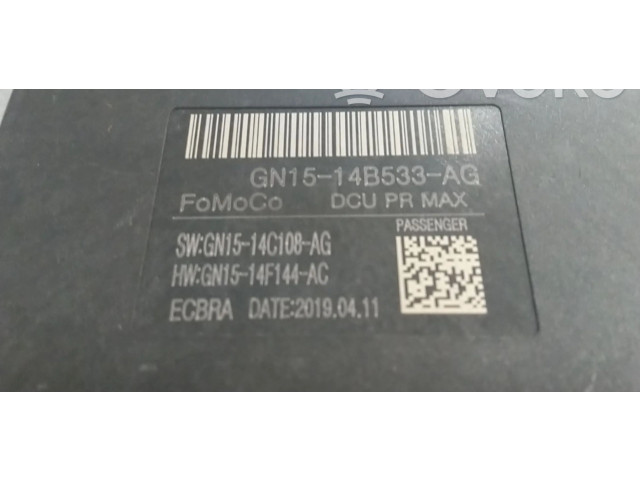 GN15-14B533-AG
FoMoCo DCU PR MAX
PASSENGER
SW:GN15-14C108-AG
HW:GN15-14F144-AC
ECBRA DATE:2019.04.11